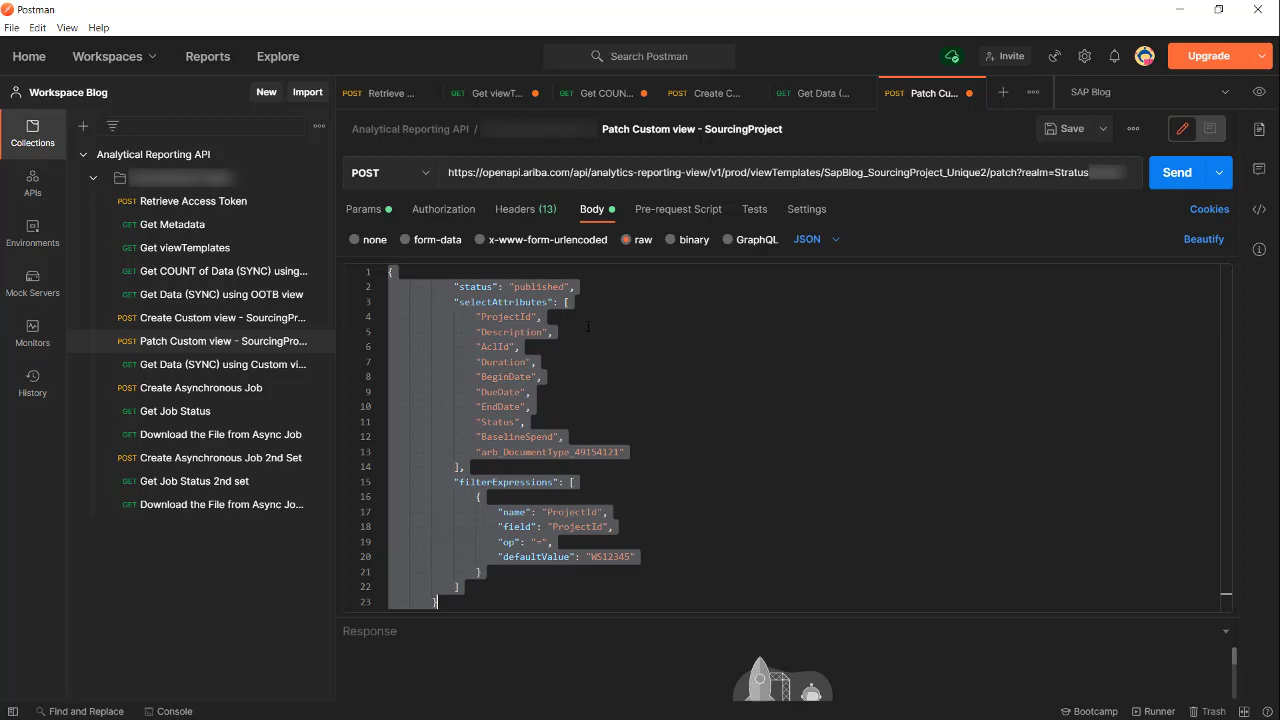 Postman
File Edit View Help
Home Workspaces Reports Explore Search Postman Invite Upgrade
Workspace Blog New Import
POST Retrieve ... GET Get viewT... GET Get COUN... POST Create C... GET Get Data (... POST Patch Cu... SAP Blog
Collections
APIs
Environments
Mock Servers
Monitors
History
Analytical Reporting API
POST Retrieve Access Token
GET Get Metadata
GET Get viewTemplates
GET Get COUNT of Data (SYNC) using...
GET Get Data (SYNC) using OOTB view
POST Create Custom view - SourcingPr...
POST Patch Custom view - SourcingPro...
GET Get Data (SYNC) using Custom vi...
POST Create Asynchronous Job
GET Get Job Status
GET Download the File from Async Job
POST Create Asynchronous Job 2nd Set
GET Get Job Status 2nd set
GET Download the File from Async Jo...
Analytical Reporting API / Patch Custom view - SourcingProject Save
POST https://openapi.ariba.com/api/analytics-reporting-view/v1/prod/viewTemplates/SapBlog_SourcingProject_Unique2/patch?realm=Stratus Send
Params Authorization Headers (13) Body Pre-request Script Tests Settings Cookies
none form-data x-www-form-urlencoded raw binary GraphQL JSON Beautify
1 {
2 "status": "published",
3 "selectAttributes": [
4 "ProjectId",
5 "Description",
6 "AclId",
7 "Duration",
8 "BeginDate",
9 "DueDate",
10 "EndDate",
11 "Status",
12 "BaselineSpend",
13 "arb_DocumentType_49154121"
14 ],
15 "filterExpressions": [
16 {
17 "name": "ProjectId",
18 "field": "ProjectId",
19 "op": "=",
20 "defaultValue": "WS12345"
21 }
22 ]
23 }
Response
Find and Replace Console Bootcamp Runner Trash